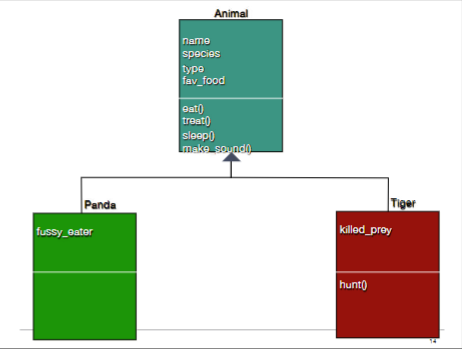 Animal
name
species
type
fav_food
eat()
treat()
sleep()
make_sound()
Panda
fussy_eater
Tiger
killed_prey
hunt()
14